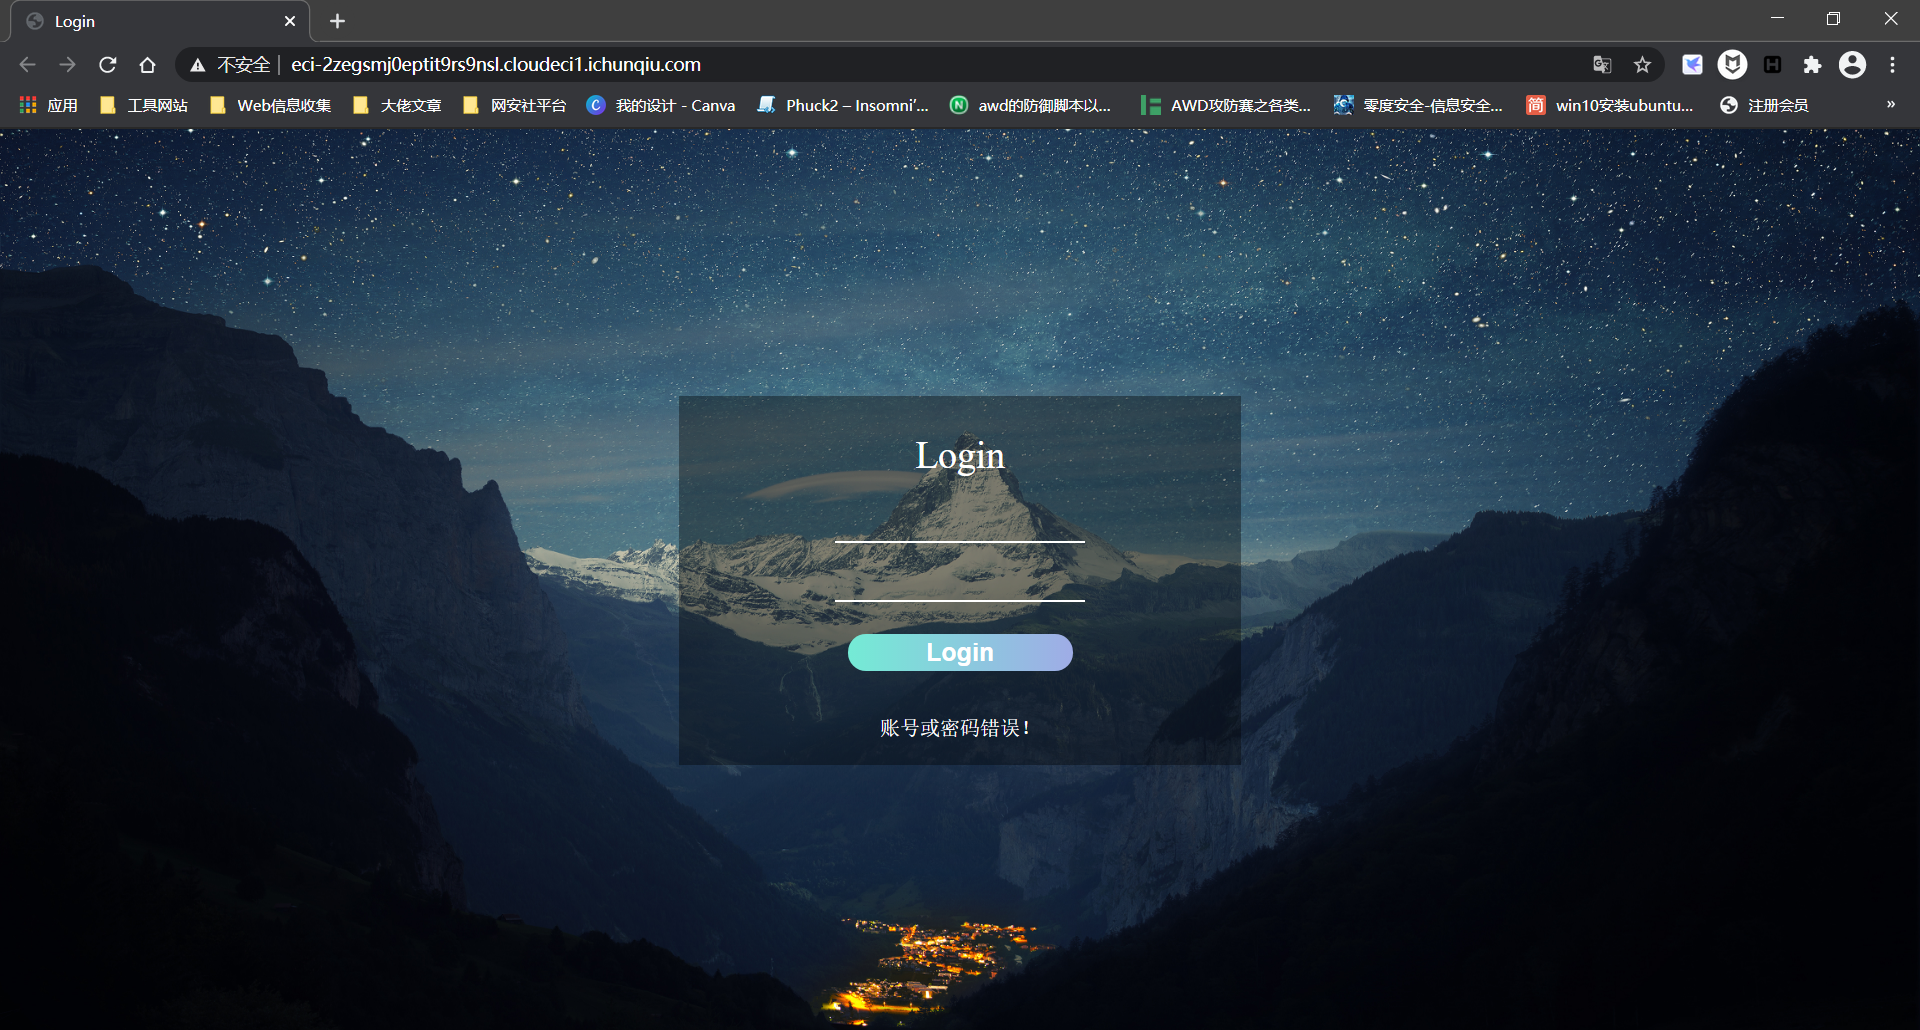 Login
不安全 eci-2zegsmj0eptit9rs9nsl.cloudeci1.ichunqiu.com
应用 工具网站 Web信息收集 大佬文章 网安社平台 我的设计 - Canva Phuck2 – Insomni'... awd的防御脚本以... AWD攻防赛之各类... 零度安全-信息安全... win10安装ubuntu... 注册会员 »
Login
Login
账号或密码错误！